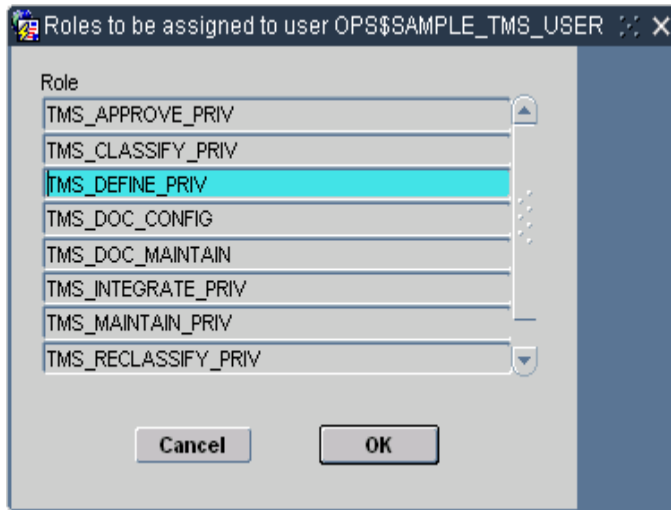 Roles to be assigned to user OPS$SAMPLE_TMS_USER
Role
TMS_APPROVE_PRIV
TMS_CLASSIFY_PRIV
TMS_DEFINE_PRIV
TMS_DOC_CONFIG
TMS_DOC_MAINTAIN
TMS_INTEGRATE_PRIV
TMS_MAINTAIN_PRIV
TMS_RECLASSIFY_PRIV
Cancel OK